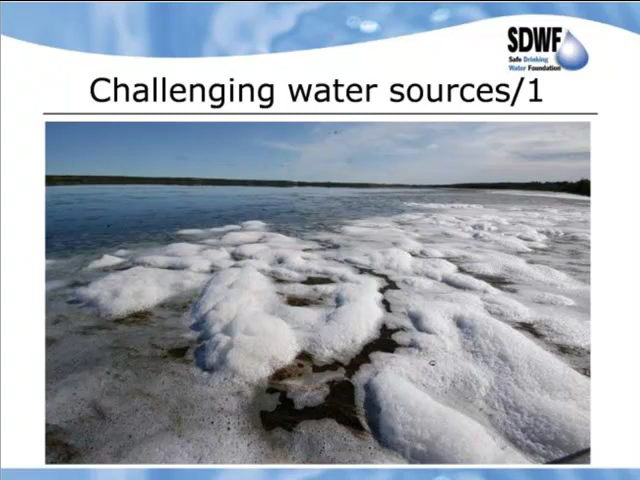 SDWF
Safe Drinking
Water Foundation
Challenging water sources/1